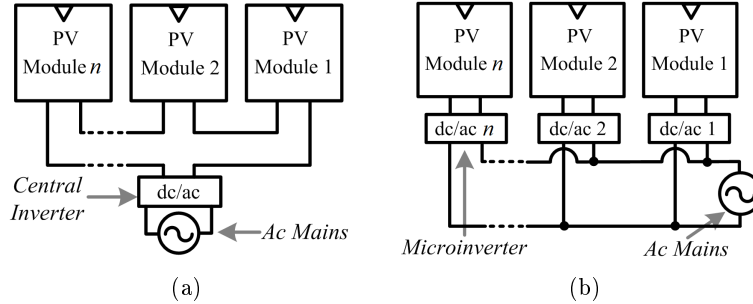 PV
Module n
PV
Module 2
PV
Module 1
dc/ac
Central
Inverter
Ac Mains
(a)
PV
Module n
PV
Module 2
PV
Module 1
dc/ac n
dc/ac 2
dc/ac 1
Microinverter
Ac Mains
(b)